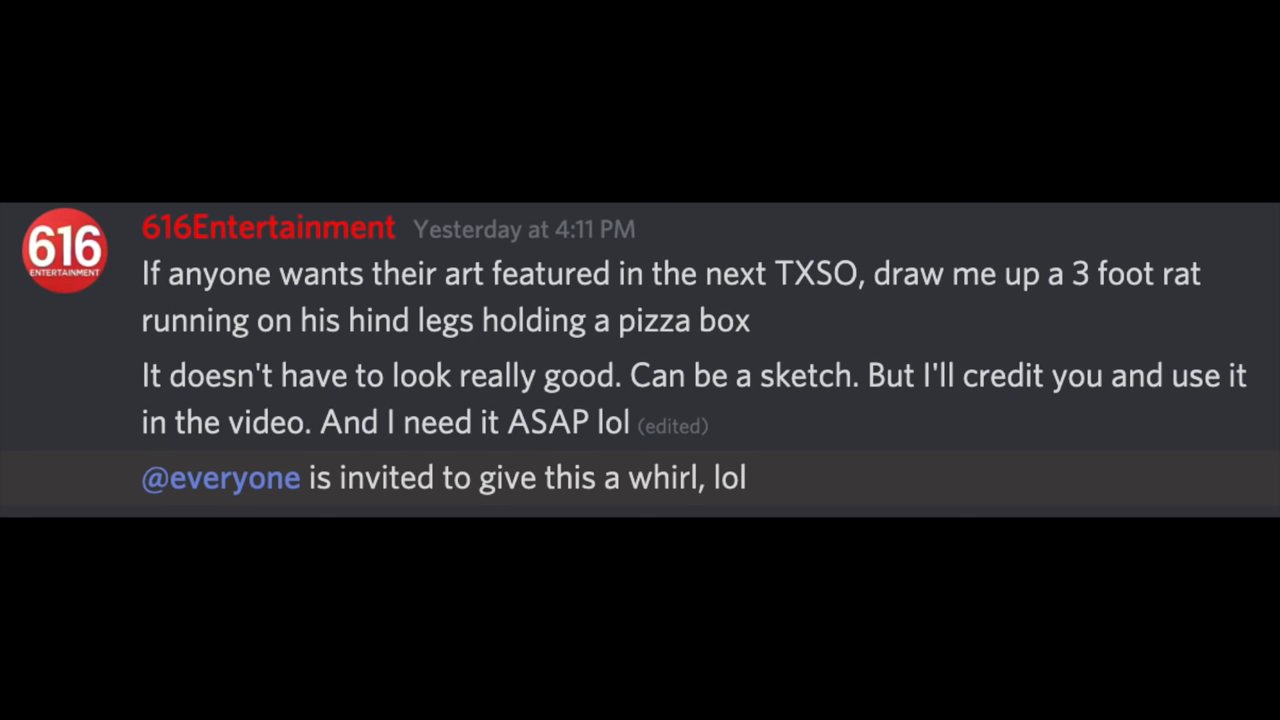 616
ENTERTAINMENT
616Entertainment Yesterday at 4:11 PM
If anyone wants their art featured in the next TXSO, draw me up a 3 foot rat
running on his hind legs holding a pizza box
It doesn't have to look really good. Can be a sketch. But I'll credit you and use it
in the video. And I need it ASAP lol (edited)
@everyone is invited to give this a whirl, lol